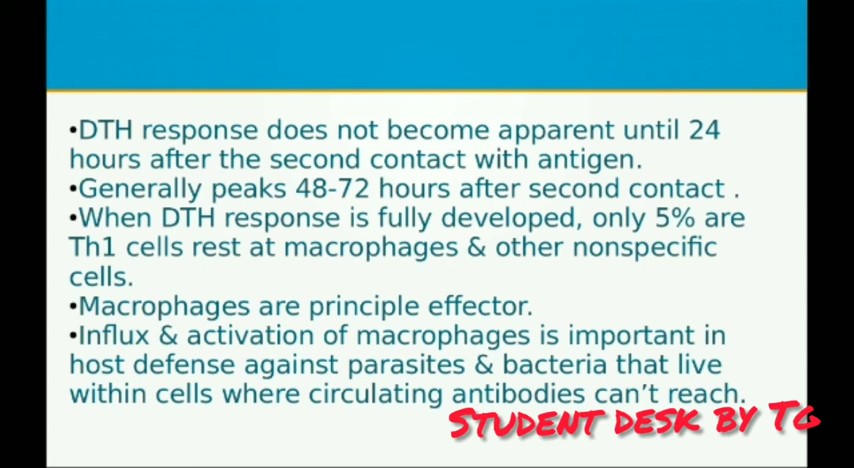 •DTH response does not become apparent until 24
hours after the second contact with antigen.
•Generally peaks 48-72 hours after second contact .
•When DTH response is fully developed, only 5% are
Th1 cells rest at macrophages & other nonspecific
cells.
•Macrophages are principle effector.
•Influx & activation of macrophages is important in
host defense against parasites & bacteria that live
within cells where circulating antibodies can’t reach.
Student desk by Tg